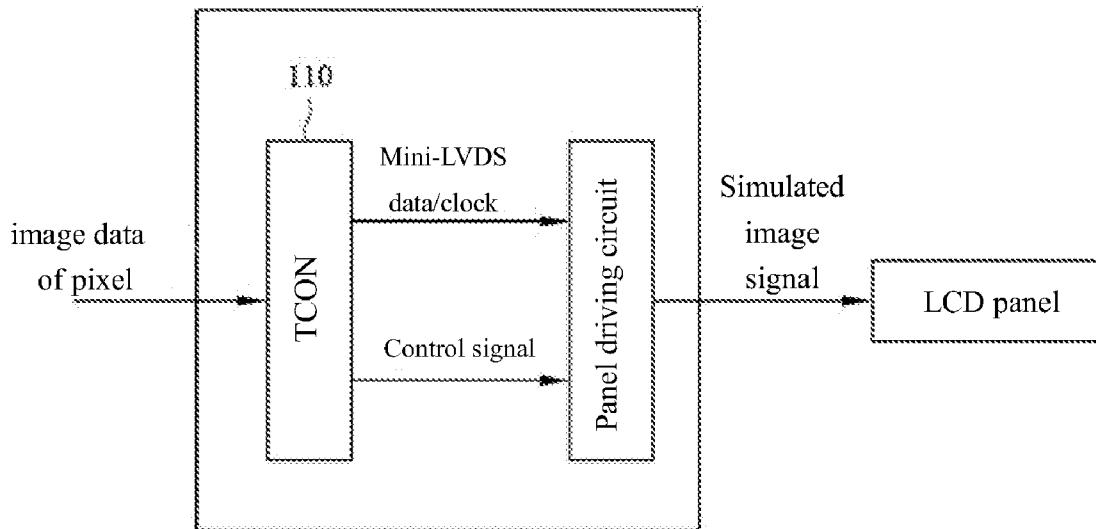 110
Mini-LVDS
data/clock
image data
of pixel
TCON
Control signal
Panel driving circuit
Simulated
image
signal
LCD panel